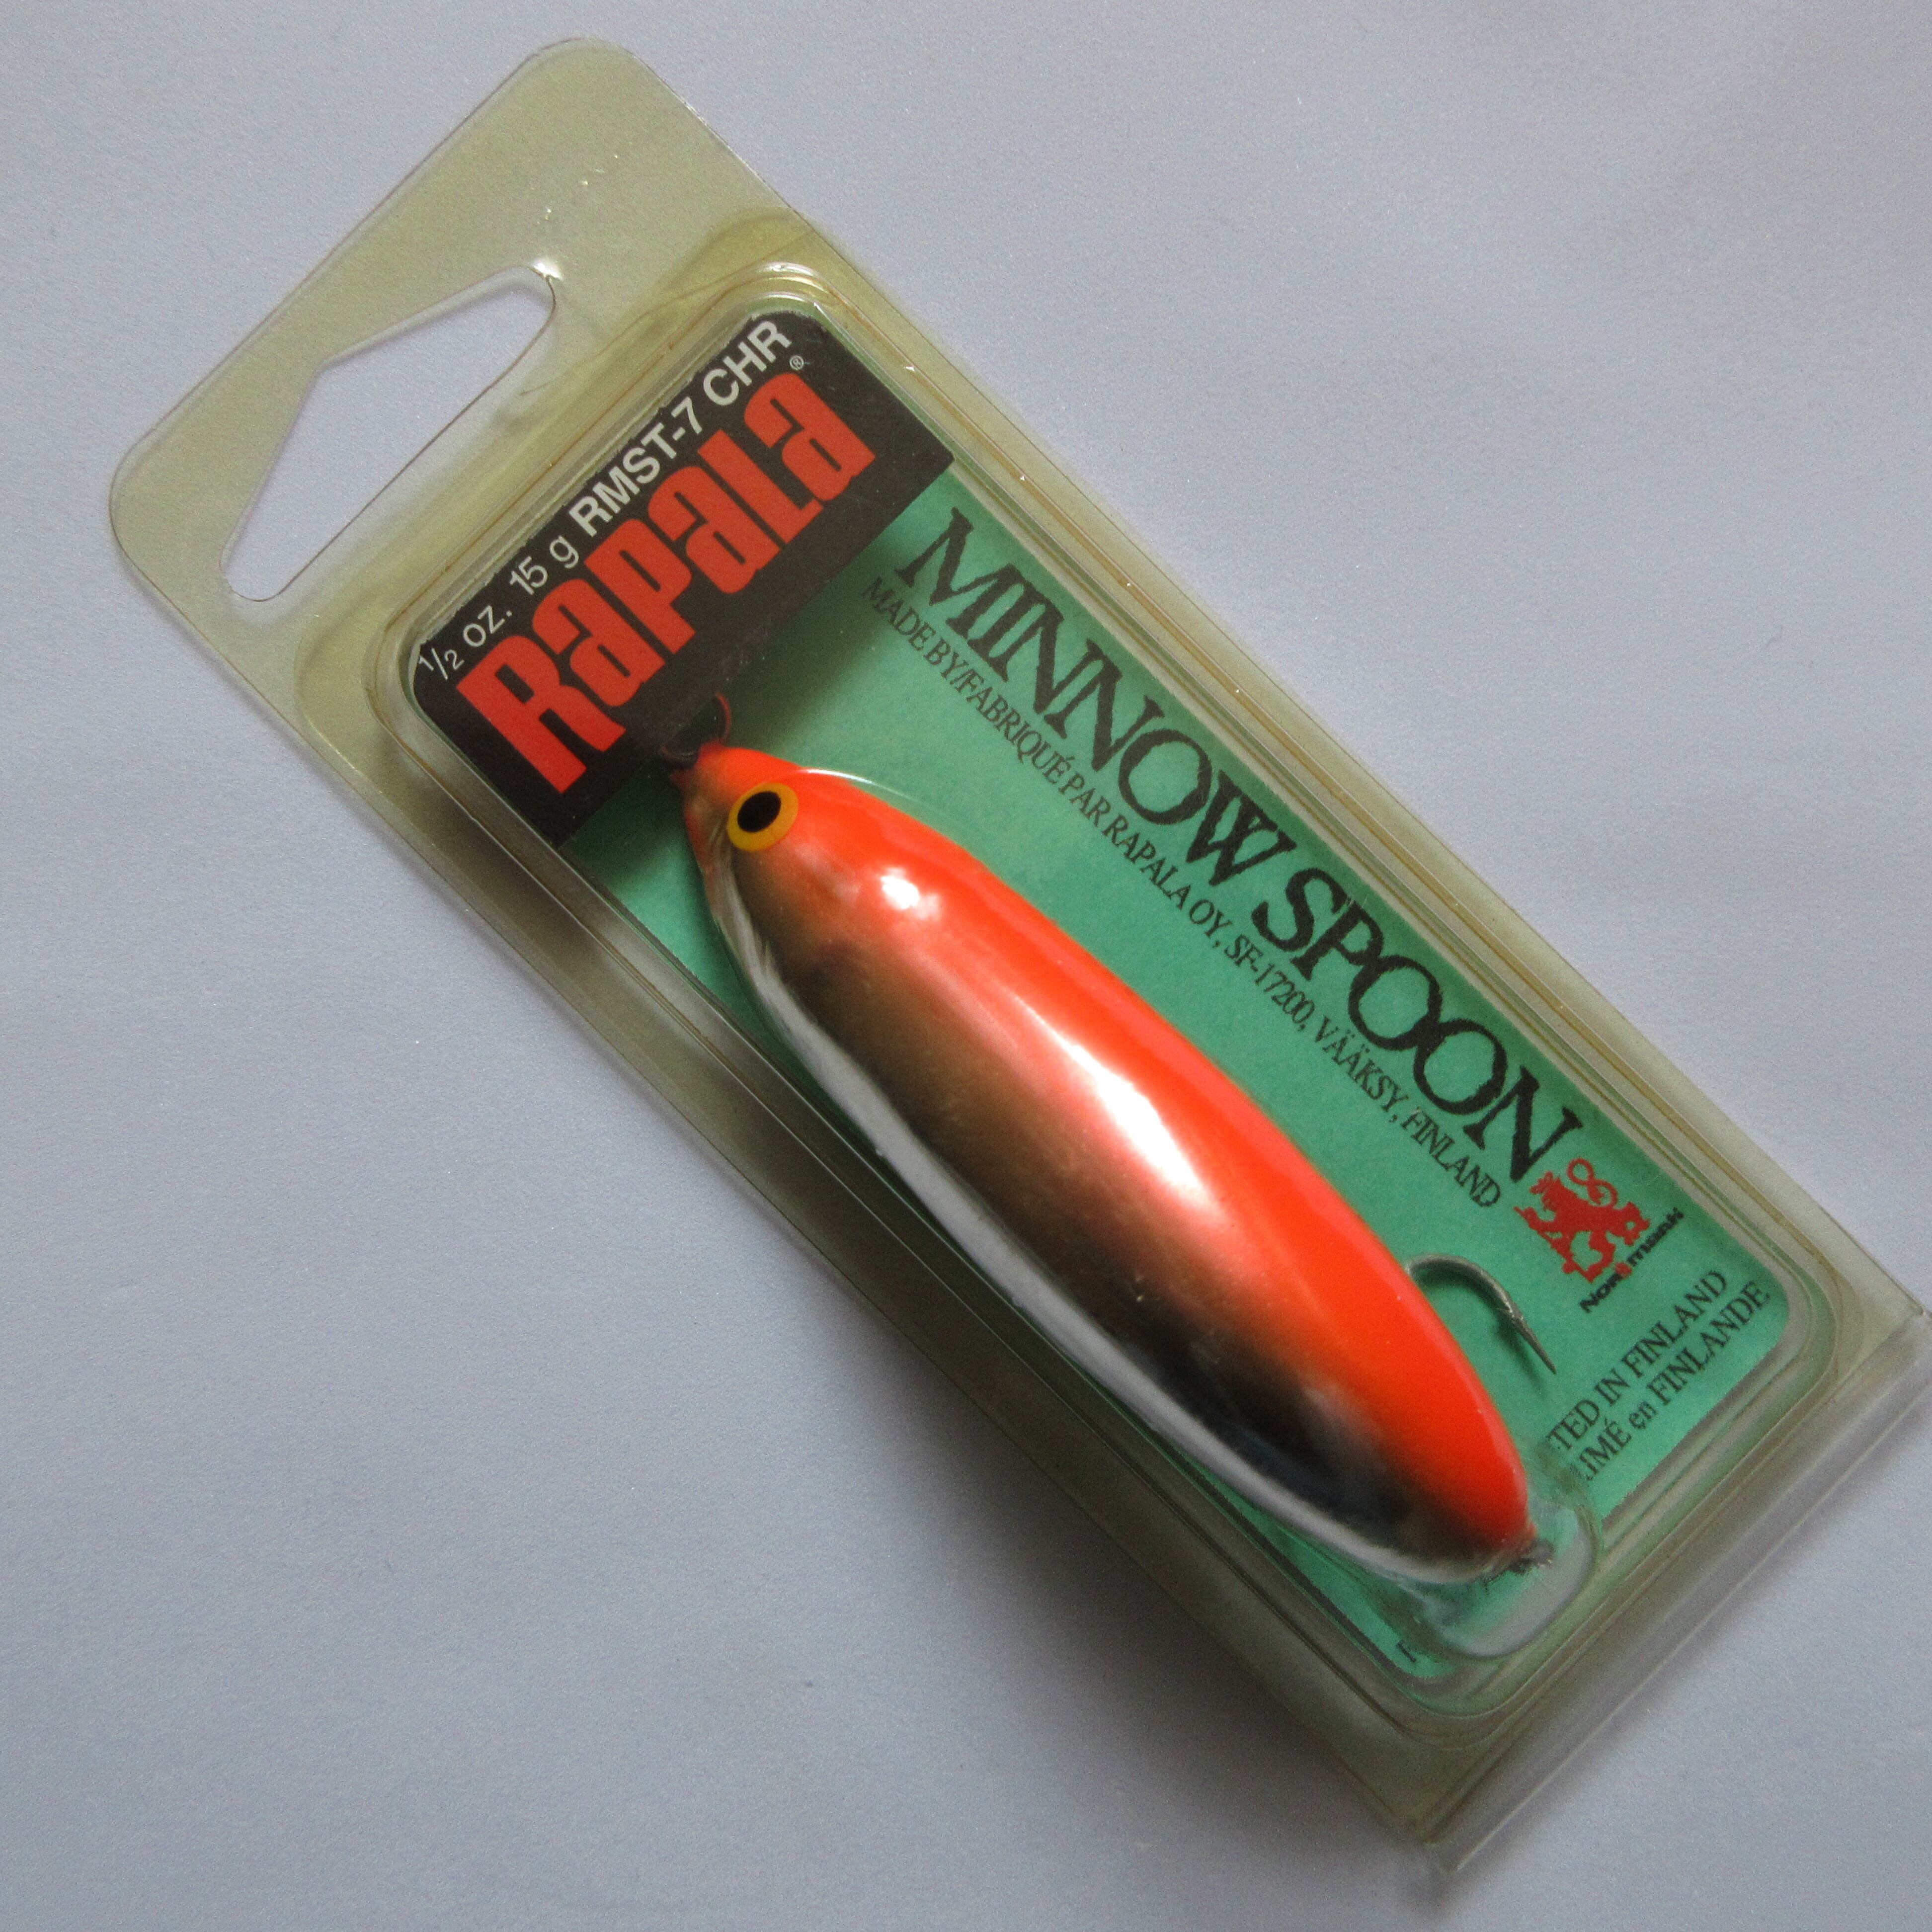 1/2 oz. 15 g RMST-7 CHR
Rapala®
MINNOW SPOON
MADE BY/FABRIQUÉ PAR RAPALA OY, SF-17200, VÄÄKSY, FINLAND
Normark
TED IN FINLAND
IMÉ en FINLANDE